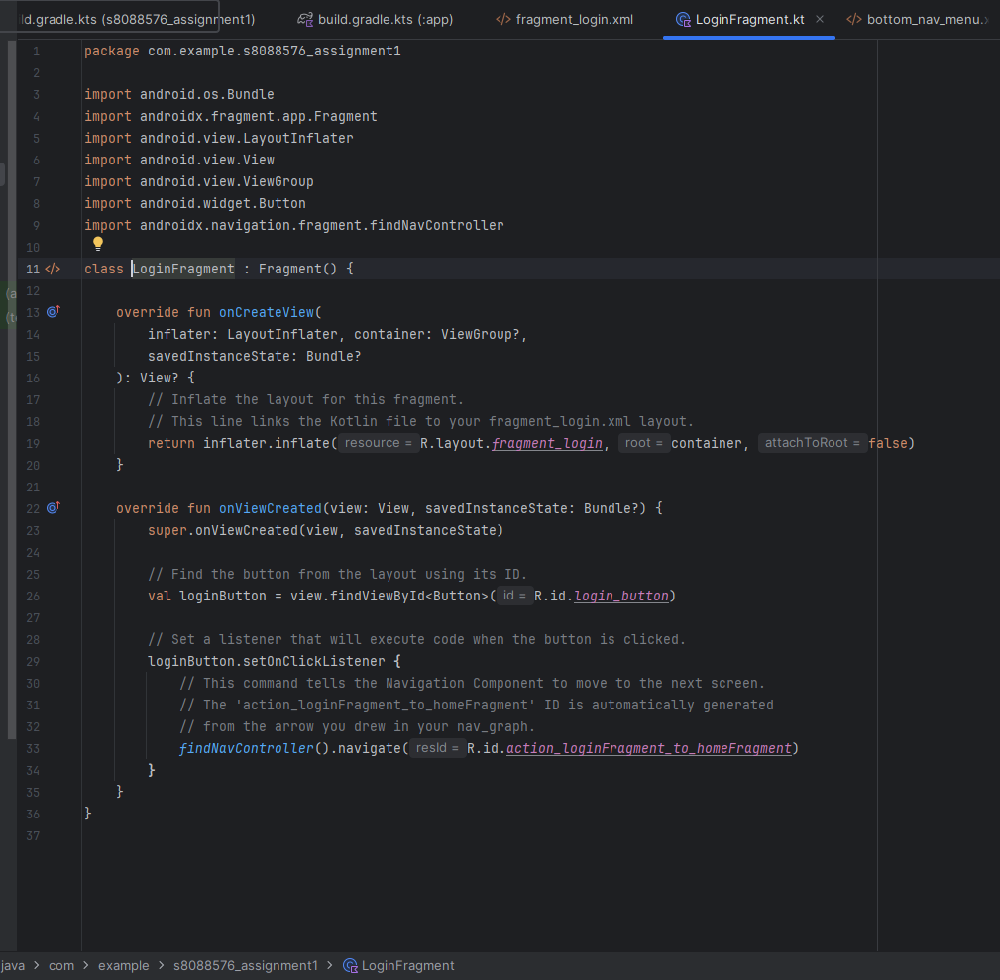 ld.gradle.kts (s8088576_assignment1) build.gradle.kts (:app) </> fragment_login.xml LoginFragment.kt × </> bottom_nav_menu.
1 package com.example.s8088576_assignment1
2
3 import android.os.Bundle
4 import androidx.fragment.app.Fragment
5 import android.view.LayoutInflater
6 import android.view.View
7 import android.view.ViewGroup
8 import android.widget.Button
9 import androidx.navigation.fragment.findNavController
10
11 </> class LoginFragment : Fragment() {
12
13 override fun onCreateView(
14 inflater: LayoutInflater, container: ViewGroup?,
15 savedInstanceState: Bundle?
16 ): View? {
17 // Inflate the layout for this fragment.
18 // This line links the Kotlin file to your fragment_login.xml layout.
19 return inflater.inflate( resource = R.layout.fragment_login, root = container, attachToRoot = false)
20 }
21
22 override fun onViewCreated(view: View, savedInstanceState: Bundle?) {
23 super.onViewCreated(view, savedInstanceState)
24
25 // Find the button from the layout using its ID.
26 val loginButton = view.findViewById<Button>( id = R.id.login_button)
27
28 // Set a listener that will execute code when the button is clicked.
29 loginButton.setOnClickListener {
30 // This command tells the Navigation Component to move to the next screen.
31 // The 'action_loginFragment_to_homeFragment' ID is automatically generated
32 // from the arrow you drew in your nav_graph.
33 findNavController().navigate( resId = R.id.action_loginFragment_to_homeFragment)
34 }
35 }
36 }
37
java > com > example > s8088576_assignment1 > LoginFragment